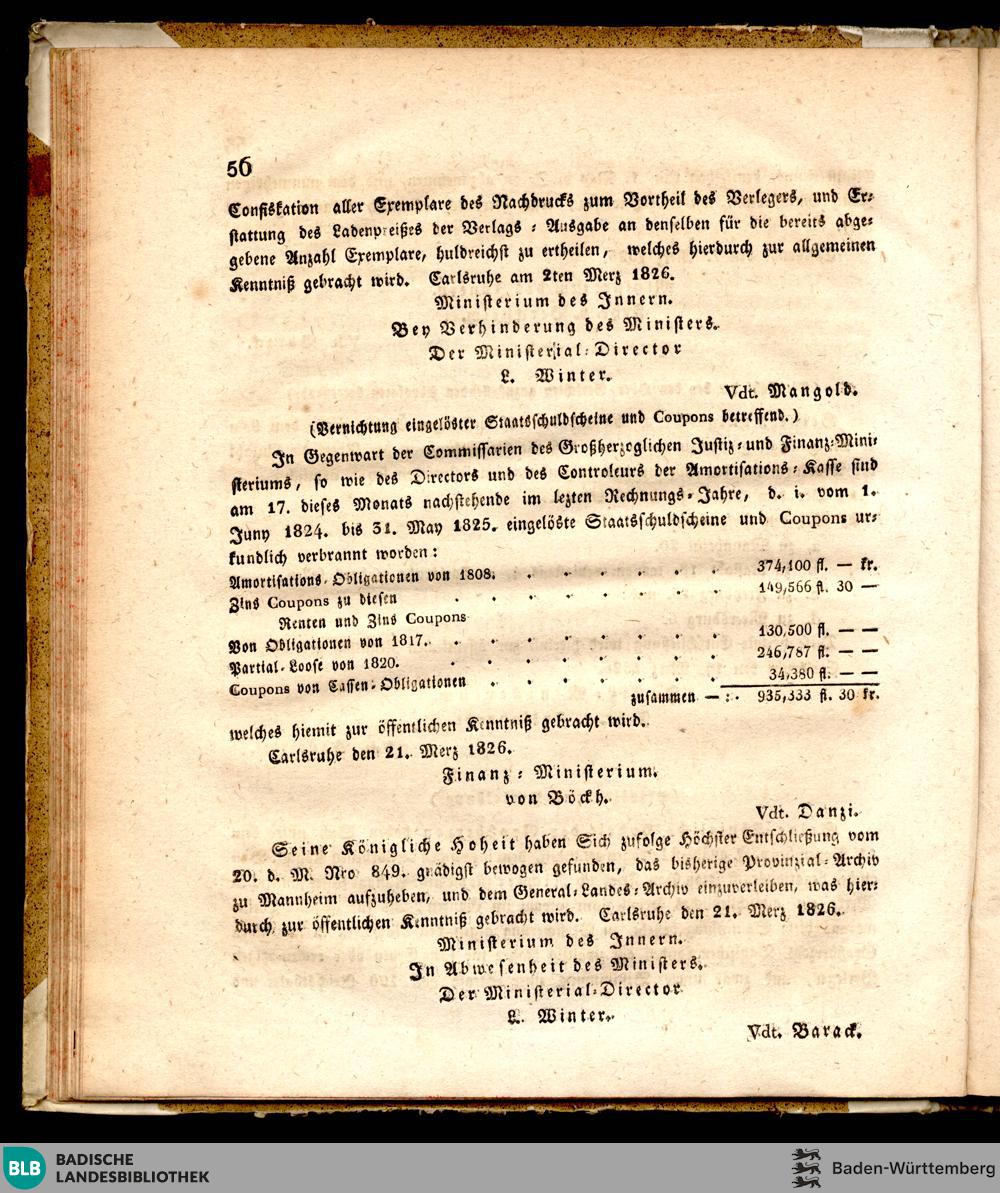 56
Confiskation aller Exemplare des Nachdrucks zum Vortheil des Verlegers, und Er-
stattung des Ladenpreißes der Verlags-Ausgabe an denselben für die bereits abge-
gebene Anzahl Exemplare, huldreichst zu ertheilen, welches hierdurch zur allgemeinen
Kenntniß gebracht wird. Carlsruhe am 2ten Merz 1826.
Ministerium des Innern.
Bey Verhinderung des Ministers.
Der Ministerial-Director
L. Winter.
Vdt. Mangold.
(Vernichtung eingelöster Staatsschuldscheine und Coupons betreffend.)
In Gegenwart der Commissarien des Großherzoglichen Justiz- und Finanz-Mini-
steriums, so wie des Directors und des Controleurs der Amortisations-Kasse sind
am 17. dieses Monats nachstehende im lezten Rechnungs-Jahre, d. i. vom 1.
Juny 1824. bis 31. May 1825. eingelöste Staatsschuldscheine und Coupons ur-
kundlich verbrannt worden:
Amortisations-Obligationen von 1808. . . . . . . . 374,100 fl. — kr.
Zins Coupons zu diesen . . . . . . . . 149,566 fl. 30 —
Renten und Zins Coupons
Von Obligationen von 1817. . . . . . . . . 130,500 fl. — —
Partial-Loose von 1820. . . . . . . . . 246,787 fl. — —
Coupons von Cassen-Obligationen . . . . . . . 34,380 fl. — —
zusammen — : . 935,333 fl. 30 kr.
welches hiemit zur öffentlichen Kenntniß gebracht wird.
Carlsruhe den 21. Merz 1826.
Finanz-Ministerium.
von Böckh.
Vdt. Danzi.
Seine Königliche Hoheit haben Sich zufolge Höchster Entschließung vom
20. d. M. Nro 849. gnädigst bewogen gefunden, das bisherige Provinzial-Archiv
zu Mannheim aufzuheben, und dem General-Landes-Archiv einzuverleiben, was hier-
durch zur öffentlichen Kenntniß gebracht wird. Carlsruhe den 21. Merz 1826.
Ministerium des Innern.
In Abwesenheit des Ministers.
Der Ministerial-Director
L. Winter.
Vdt. Barack.
BLB
BADISCHE
LANDESBIBLIOTHEK
Baden-Württemberg